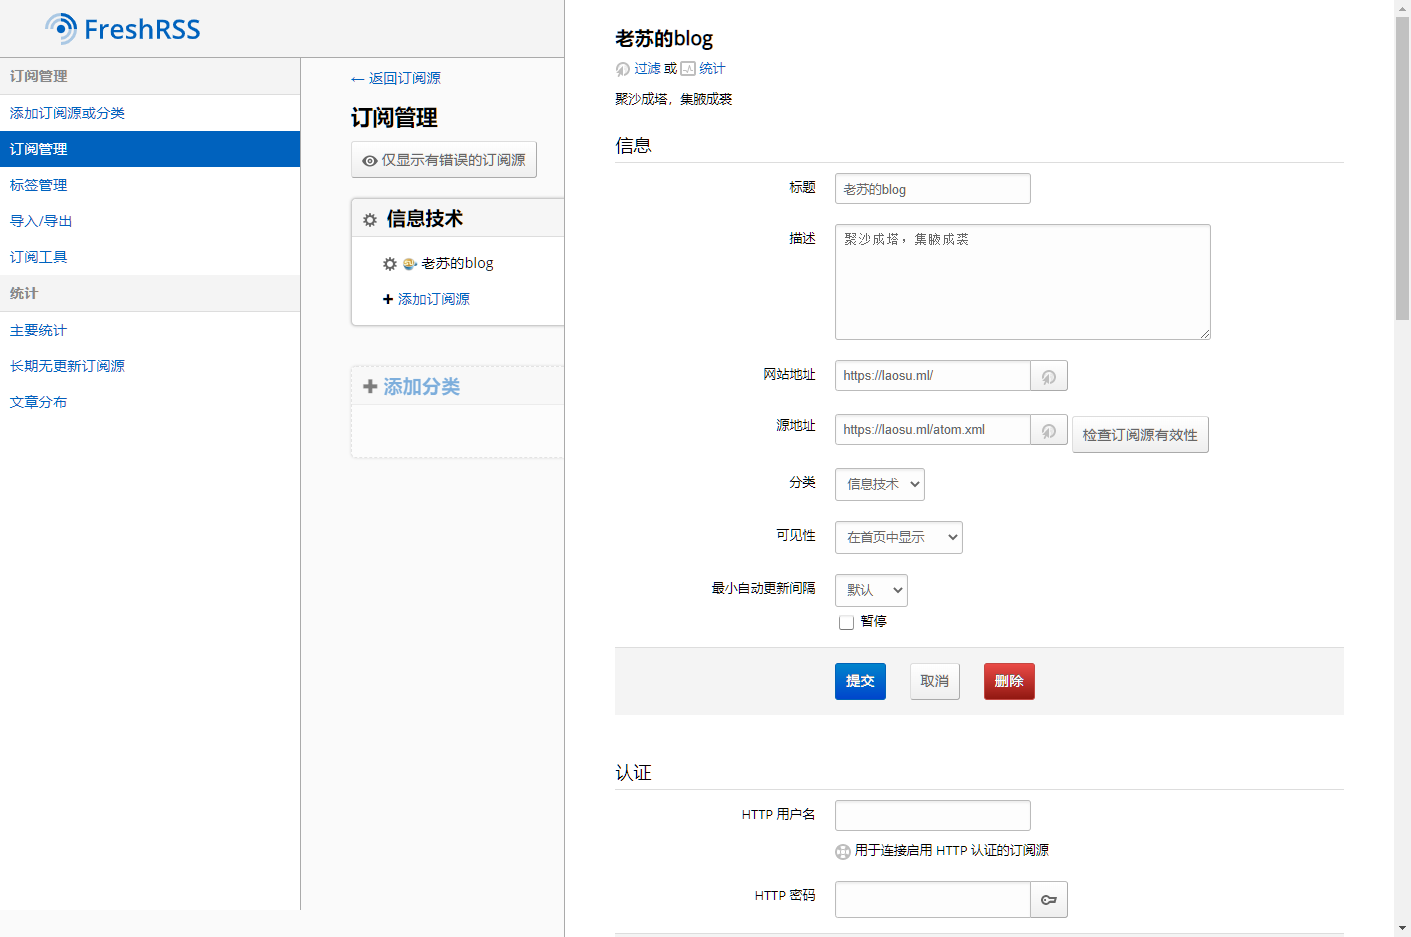 FreshRSS
订阅管理
添加订阅源或分类
订阅管理
标签管理
导入/导出
订阅工具
统计
主要统计
长期无更新订阅源
文章分布
← 返回订阅源
订阅管理
仅显示有错误的订阅源
信息技术
老苏的blog
添加订阅源
添加分类
老苏的blog
过滤 或 统计
聚沙成塔，集腋成裘
信息
标题 老苏的blog
描述 聚沙成塔，集腋成裘
网站地址 https://laosu.ml/
源地址 https://laosu.ml/atom.xml 检查订阅源有效性
分类 信息技术
可见性 在首页中显示
最小自动更新间隔 默认
暂停
提交 取消 删除
认证
HTTP 用户名
用于连接启用 HTTP 认证的订阅源
HTTP 密码